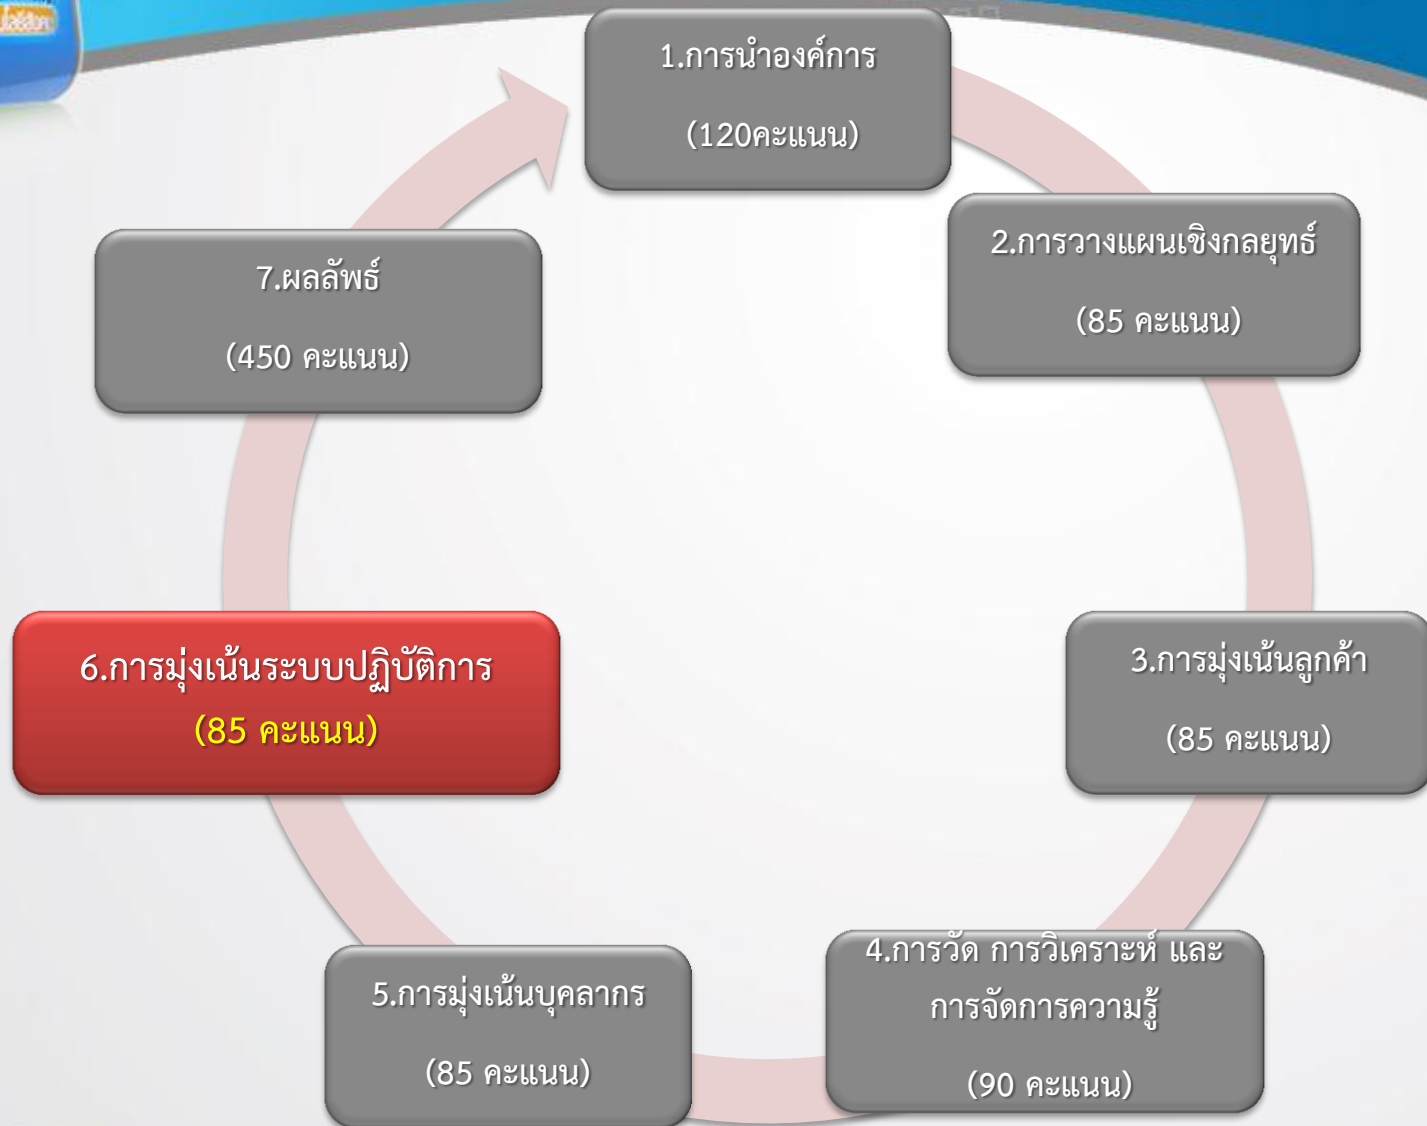 1.การนำองค์การ
(120คะแนน)
2.การวางแผนเชิงกลยุทธ์
(85 คะแนน)
3.การมุ่งเน้นลูกค้า
(85 คะแนน)
4.การวัด การวิเคราะห์ และ
การจัดการความรู้
(90 คะแนน)
5.การมุ่งเน้นบุคลากร
(85 คะแนน)
6.การมุ่งเน้นระบบปฏิบัติการ
(85 คะแนน)
7.ผลลัพธ์
(450 คะแนน)